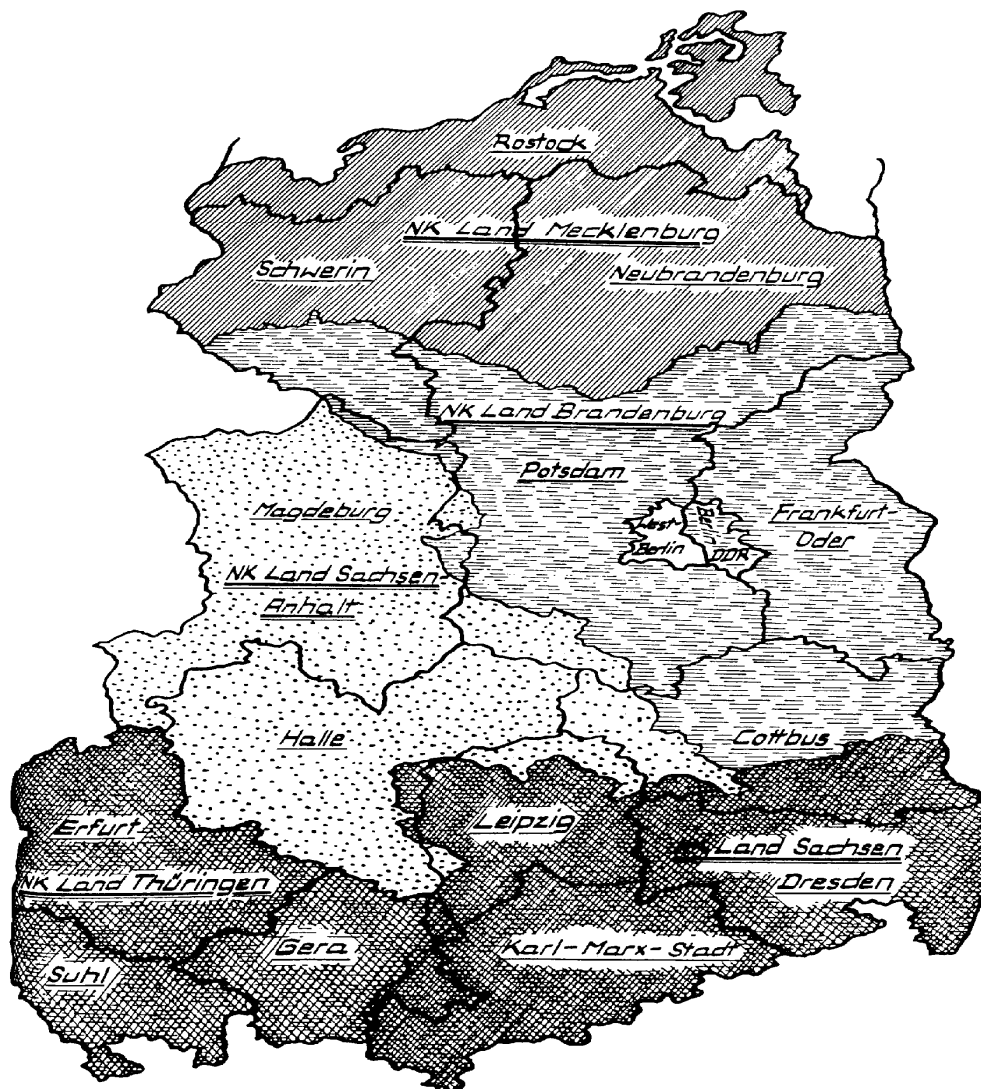 Rostock
NK Land Mecklenburg
Schwerin
Neubrandenburg
NK Land Brandenburg
Potsdam
Magdeburg
West-
Berlin
Berlin
DDR
Frankfurt-
Oder
NK Land Sachsen-
Anhalt
Halle
Cottbus
Erfurt
Leipzig
NK Land Thüringen
Land Sachsen
Dresden
Gera
Karl-Marx-Stadt
Suhl